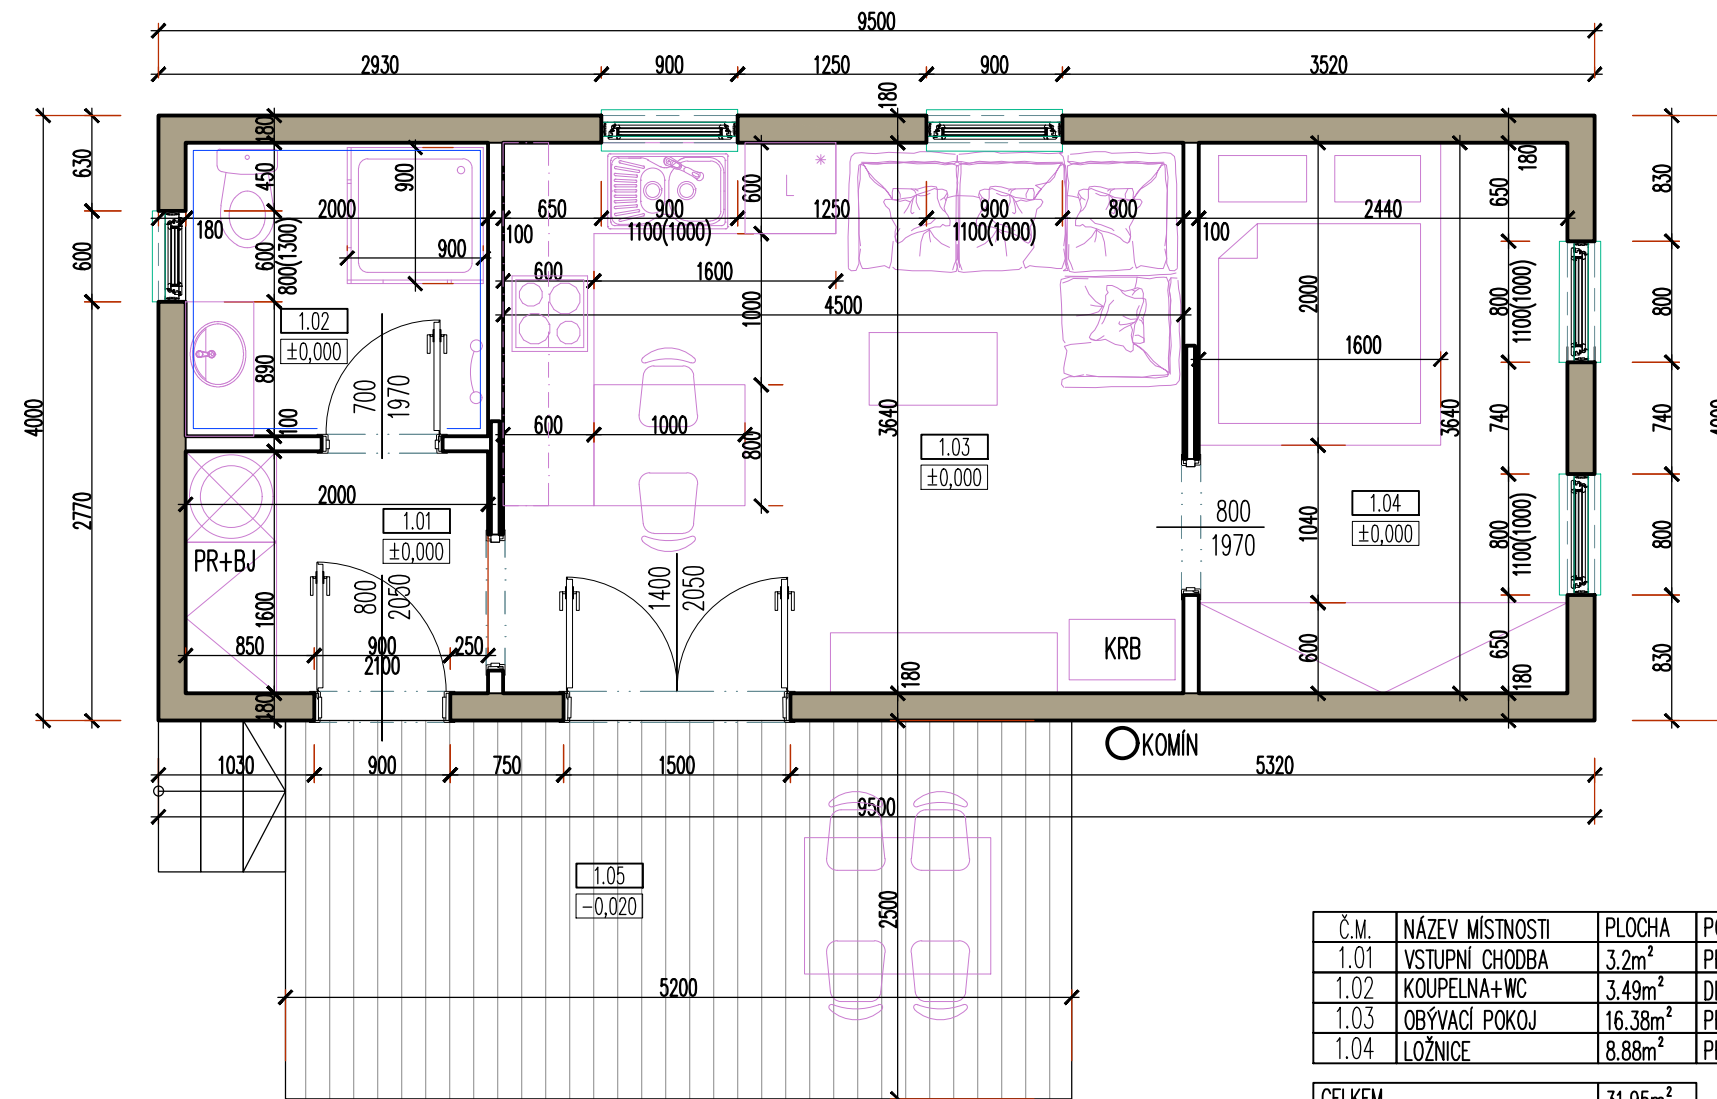 9500
2930 900 1250 900 3520
180
630 180 450 900 600 180 650 830
2000 650 900 1250 900 800 2440
180 100 1100(1000) 1100(1000) 100
L
600 600 800(1300) 900 600 1600 1000 4500 2000 800 1100(1000) 800
1.02
±0,000
890 700 1970 1600
4000 100 600 1000 800 3640 3640 740 740 4000
1.03
±0,000
2770 2000
1.01
±0,000
800
1970
1.04
±0,000
1040 800 1100(1000) 800
PR+BJ
800 2050 1400 2050
1600
850 900 250
2100
KRB
600 650 830
180 180 180
KOMÍN
1030 900 750 1500 5320
9500
1.05
-0,020
2500
5200
Č.M. NÁZEV MÍSTNOSTI PLOCHA
1.01 VSTUPNÍ CHODBA 3.2m²
1.02 KOUPELNA+WC 3.49m²
1.03 OBÝVACÍ POKOJ 16.38m²
1.04 LOŽNICE 8.88m²
CELKEM 31.95m²